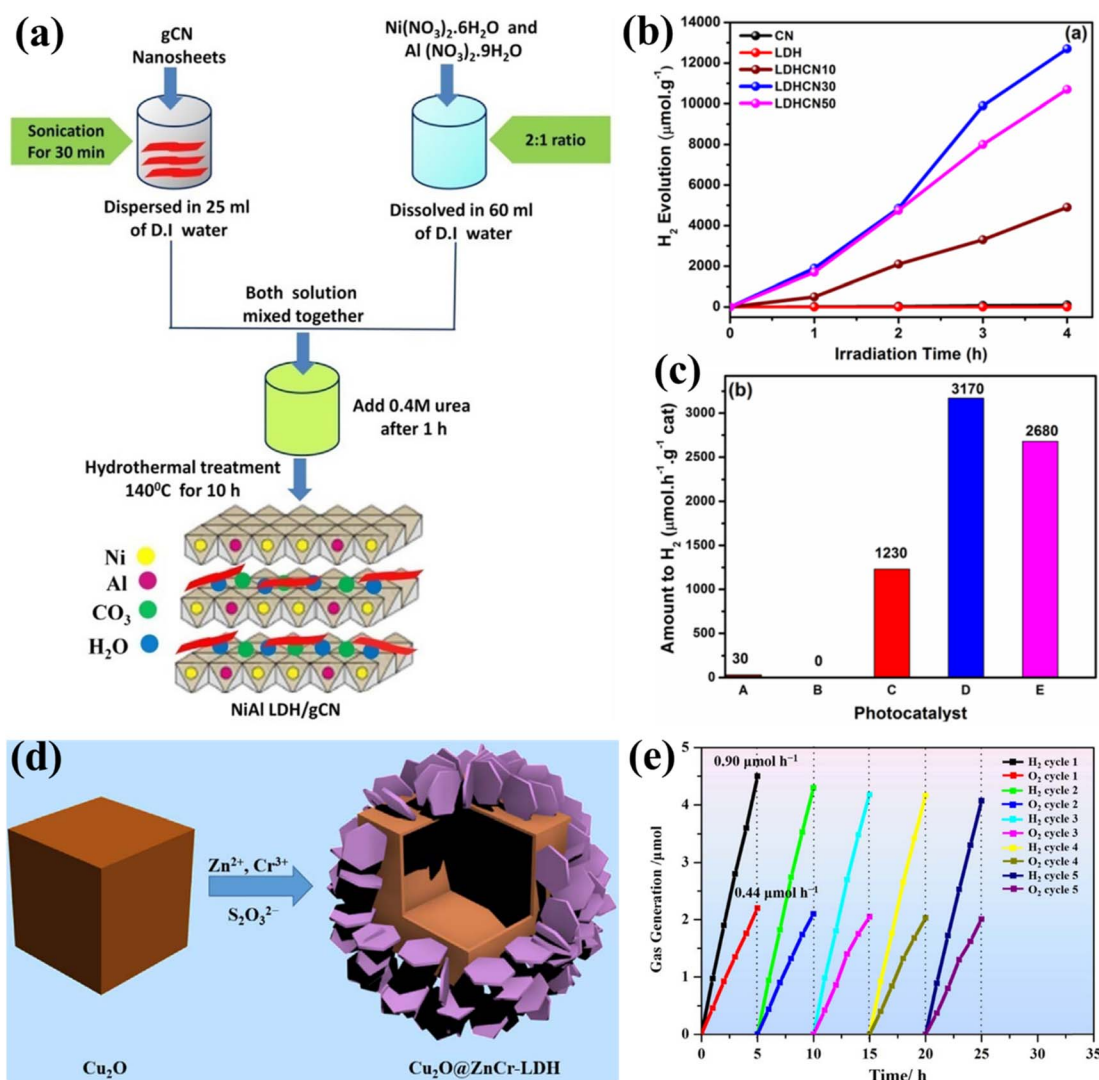 (a)
gCN
Nanosheets
Ni(NO₃)₂.6H₂O and
Al (NO₃)₂.9H₂O
Sonication
For 30 min
2:1 ratio
Dispersed in 25 ml
of D.I water
Dissolved in 60 ml
of D.I water
Both solution
mixed together
Add 0.4M urea
after 1 h
Hydrothermal treatment
140⁰C for 10 h
Ni
Al
CO₃
H₂O
NiAl LDH/gCN
(b)
(a)
CN
LDH
LDHCN10
LDHCN30
LDHCN50
H₂ Evolution (μmol.g⁻¹)
14000
12000
10000
8000
6000
4000
2000
0
0 1 2 3 4
Irradiation Time (h)
(c)
(b)
Amount to H₂ (μmol.h⁻¹.g⁻¹ cat)
3000
2500
2000
1500
1000
500
0
30
0
1230
3170
2680
A B C D E
Photocatalyst
(d)
Zn²⁺, Cr³⁺
S₂O₃²⁻
Cu₂O
Cu₂O@ZnCr-LDH
(e)
0.90 μmol h⁻¹
0.44 μmol h⁻¹
H₂ cycle 1
O₂ cycle 1
H₂ cycle 2
O₂ cycle 2
H₂ cycle 3
O₂ cycle 3
H₂ cycle 4
O₂ cycle 4
H₂ cycle 5
O₂ cycle 5
Gas Generation /μmol
5
4
3
2
1
0
0 5 10 15 20 25 30 35
Time/ h